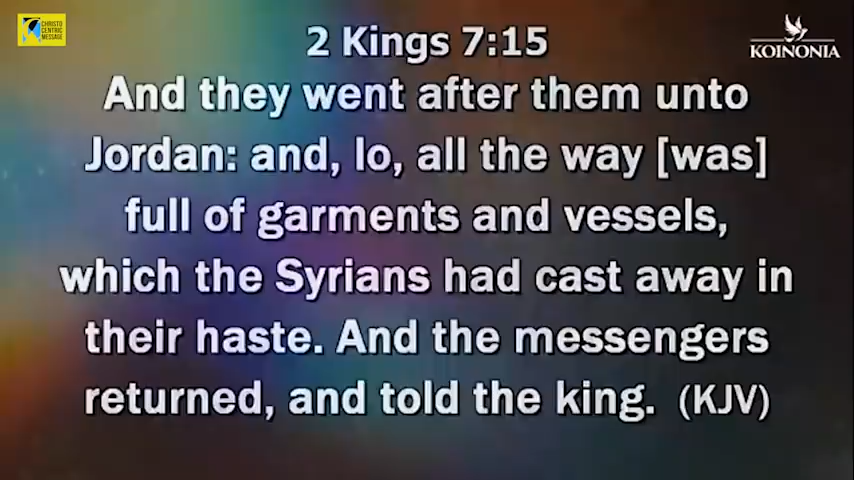 CHRISTO
CENTRIC
MESSAGE
2 Kings 7:15
KOINONIA
And they went after them unto
Jordan: and, lo, all the way [was]
full of garments and vessels,
which the Syrians had cast away in
their haste. And the messengers
returned, and told the king. (KJV)